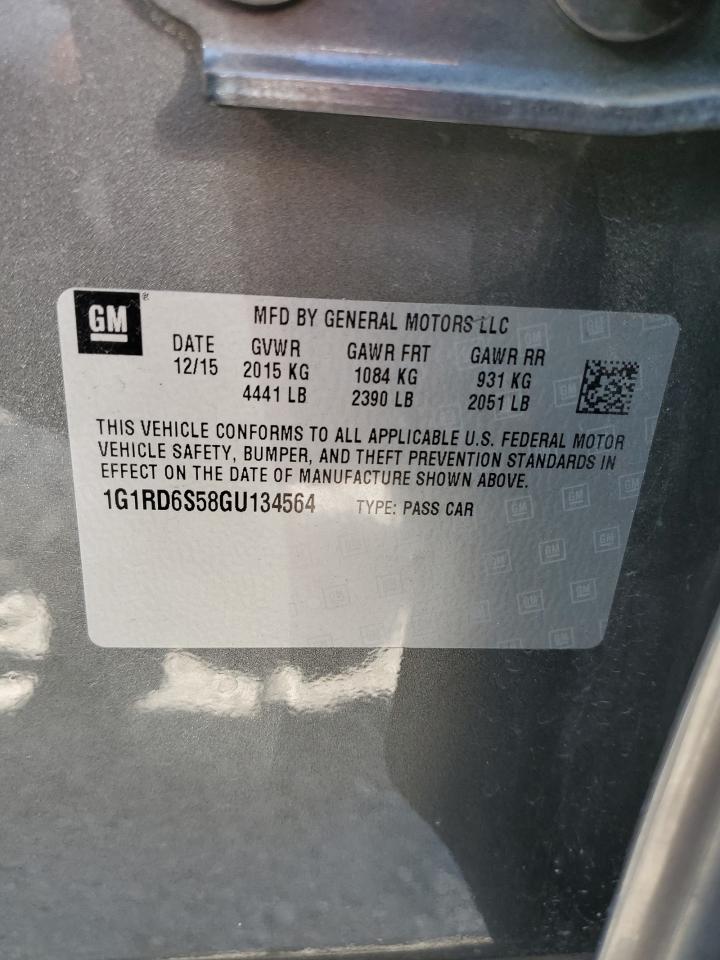 GM®
MFD BY GENERAL MOTORS LLC
DATE GVWR GAWR FRT GAWR RR
12/15 2015 KG 1084 KG 931 KG
4441 LB 2390 LB 2051 LB
THIS VEHICLE CONFORMS TO ALL APPLICABLE U.S. FEDERAL MOTOR
VEHICLE SAFETY, BUMPER, AND THEFT PREVENTION STANDARDS IN
EFFECT ON THE DATE OF MANUFACTURE SHOWN ABOVE.
1G1RD6S58GU134564 TYPE: PASS CAR